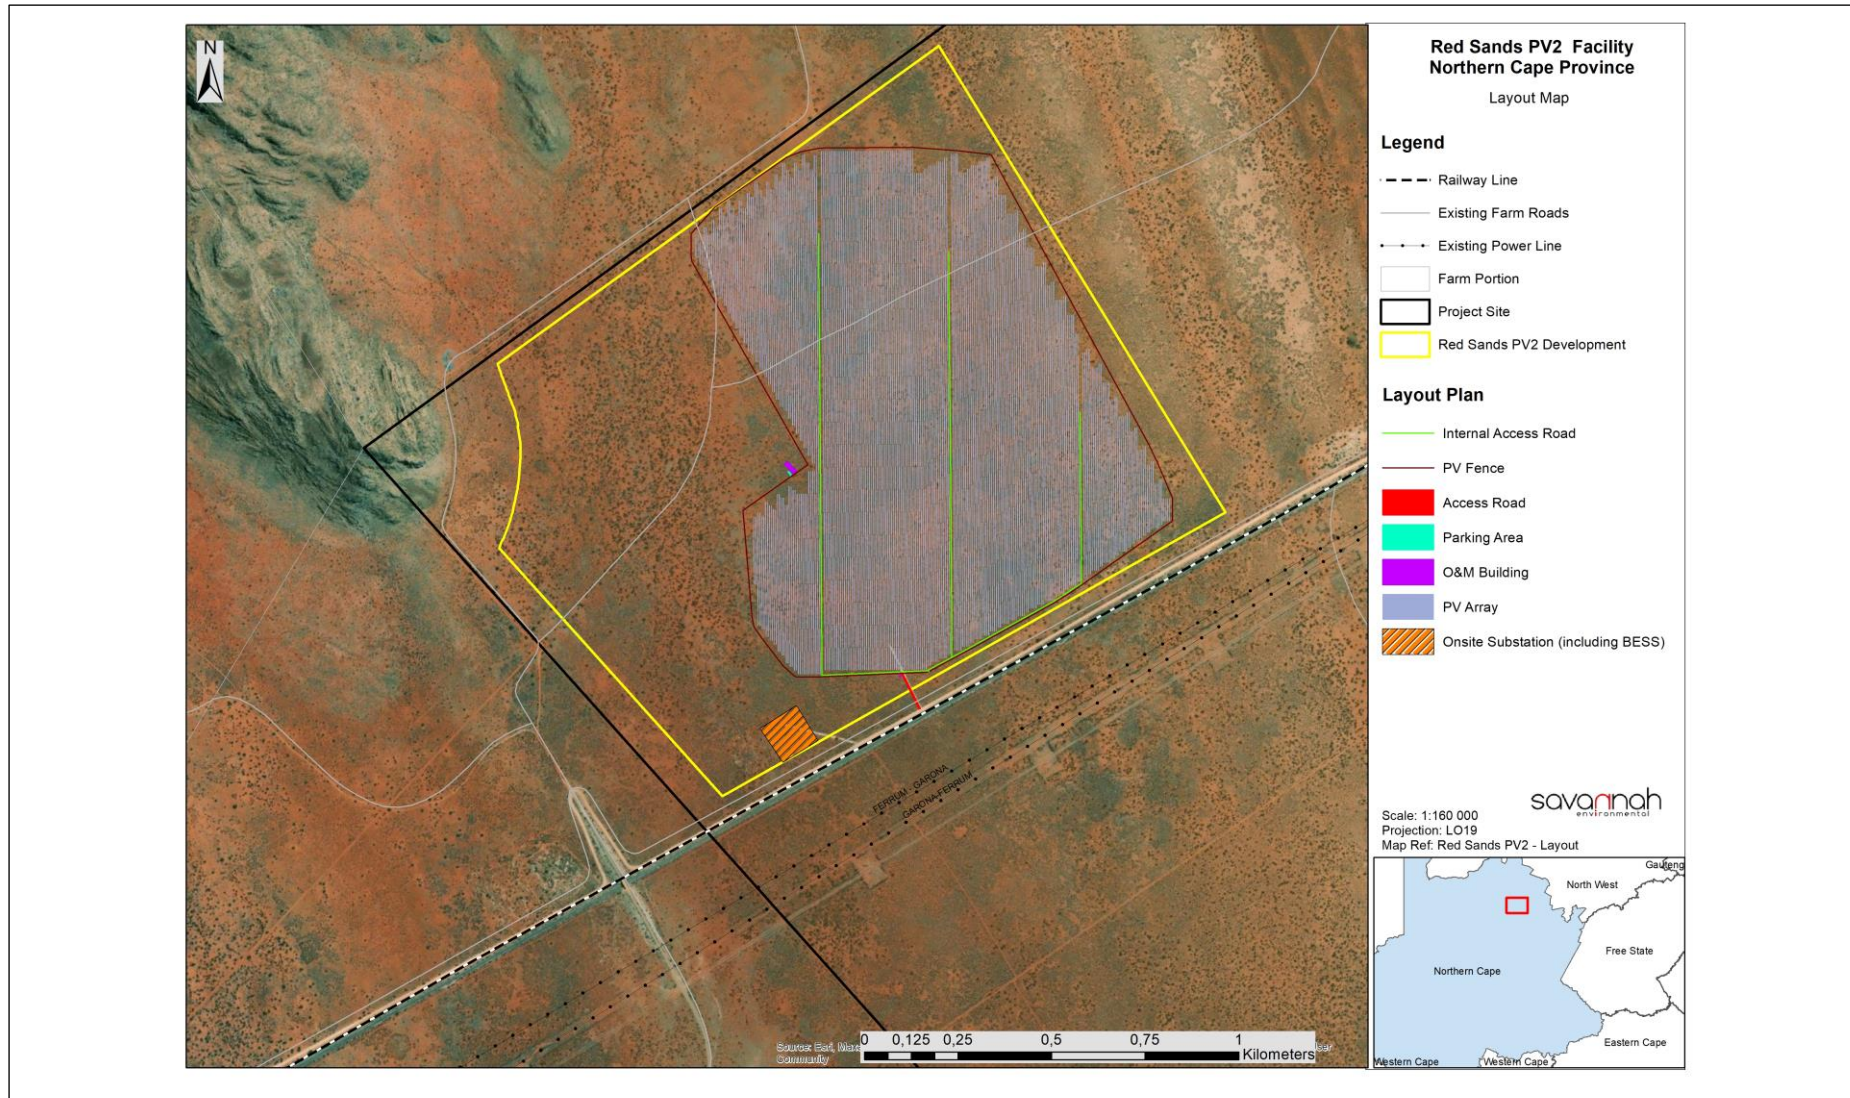 N
Red Sands PV2 Facility
Northern Cape Province
Layout Map
Legend
Railway Line
Existing Farm Roads
Existing Power Line
Farm Portion
Project Site
Red Sands PV2 Development
Layout Plan
Internal Access Road
PV Fence
Access Road
Parking Area
O&M Building
PV Array
Onsite Substation (including BESS)
FERRUM - GARONA
GARONA-FERRUM
savannah
environmental
Scale: 1:160 000
Projection: LO19
Map Ref: Red Sands PV2 - Layout
Gauteng
North West
Free State
Northern Cape
Eastern Cape
Western Cape
Western Cape
0 0,125 0,25 0,5 0,75 1
Kilometers
Source: Esri,
Community